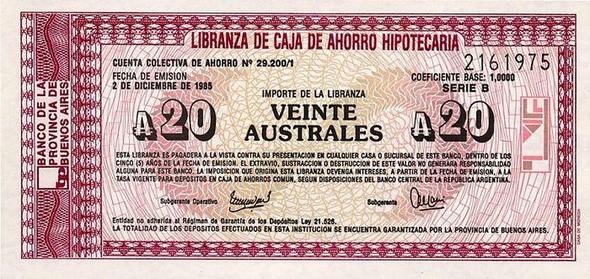 LIBRANZA DE CAJA DE AHORRO HIPOTECARIA
CUENTA COLECTIVA DE AHORRO Nº 29.200/1
2161975
FECHA DE EMISION
2 DE DICIEMBRE DE 1985
COEFICIENTE BASE: 1,0000
SERIE B
BANCO DE LA
PROVINCIA DE
BUENOS AIRES
IMPORTE DE LA LIBRANZA
₳20
VEINTE
AUSTRALES
₳20
ESTA LIBRANZA ES PAGADERA A LA VISTA CONTRA SU PRESENTACION EN CUALQUIER CASA O SUCURSAL DE ESTE BANCO, DENTRO DE LOS
CINCO (5) AÑOS DE LA FECHA DE EMISION. EL EXTRAVIO, SUSTRACCION O DESTRUCCION DE ESTE VALOR NO GENERARA RESPONSABILIDAD
ALGUNA PARA ESTE BANCO, LA IMPOSICION QUE ORIGINA ESTA LIBRANZA DEVENGA INTERESES, A PARTIR DE LA FECHA DE EMISION, A LA
TASA VIGENTE PARA DEPOSITOS EN CAJA DE AHORROS COMUN, SEGUN DISPOSICIONES DEL BANCO CENTRAL DE LA REPUBLICA ARGENTINA.
Subgerente Operativo
Subgerente
Entidad no adherida al Régimen de Garantía de los Depósitos Ley 21.526.
LA TOTALIDAD DE LOS DEPOSITOS EFECTUADOS EN ESTA INSTITUCION SE ENCUENTRA GARANTIZADA POR LA PROVINCIA DE BUENOS AIRES.
CASA DE MONEDA